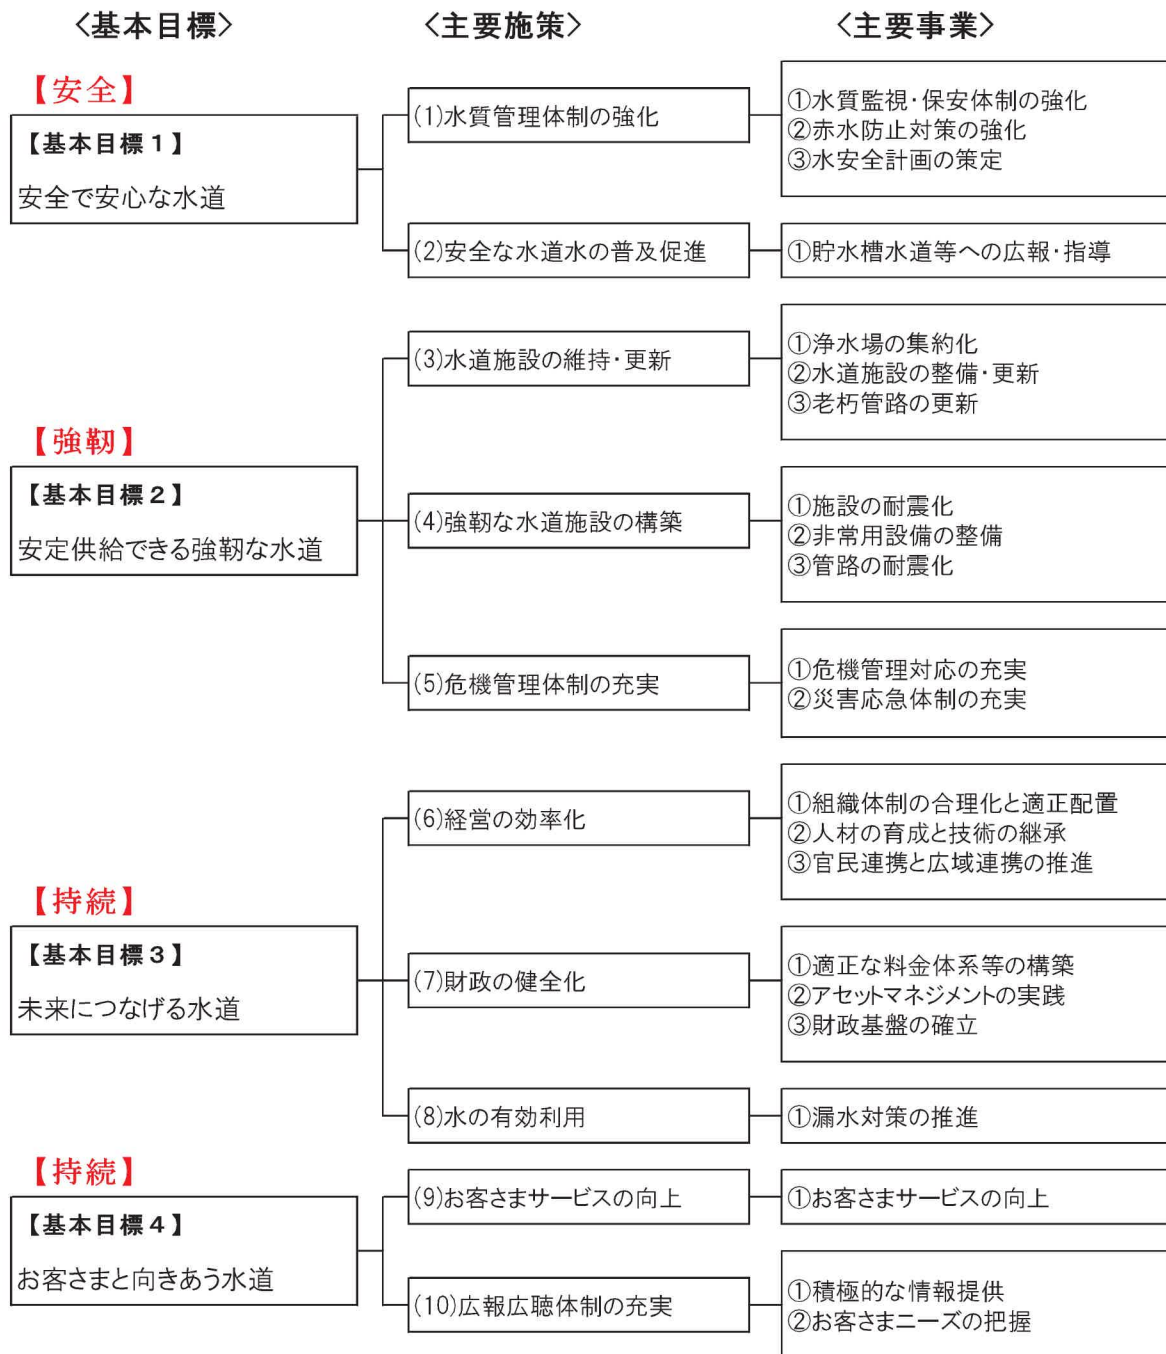 〈基本目標〉
〈主要施策〉
〈主要事業〉
【安全】
【基本目標１】
安全で安心な水道
(1)水質管理体制の強化
①水質監視・保安体制の強化
②赤水防止対策の強化
③水安全計画の策定
(2)安全な水道水の普及促進
①貯水槽水道等への広報・指導
【強靭】
【基本目標２】
安定供給できる強靭な水道
(3)水道施設の維持・更新
①浄水場の集約化
②水道施設の整備・更新
③老朽管路の更新
(4)強靭な水道施設の構築
①施設の耐震化
②非常用設備の整備
③管路の耐震化
(5)危機管理体制の充実
①危機管理対応の充実
②災害応急体制の充実
【持続】
【基本目標３】
未来につなげる水道
(6)経営の効率化
①組織体制の合理化と適正配置
②人材の育成と技術の継承
③官民連携と広域連携の推進
(7)財政の健全化
①適正な料金体系等の構築
②アセットマネジメントの実践
③財政基盤の確立
(8)水の有効利用
①漏水対策の推進
【持続】
【基本目標４】
お客さまと向きあう水道
(9)お客さまサービスの向上
①お客さまサービスの向上
(10)広報広聴体制の充実
①積極的な情報提供
②お客さまニーズの把握